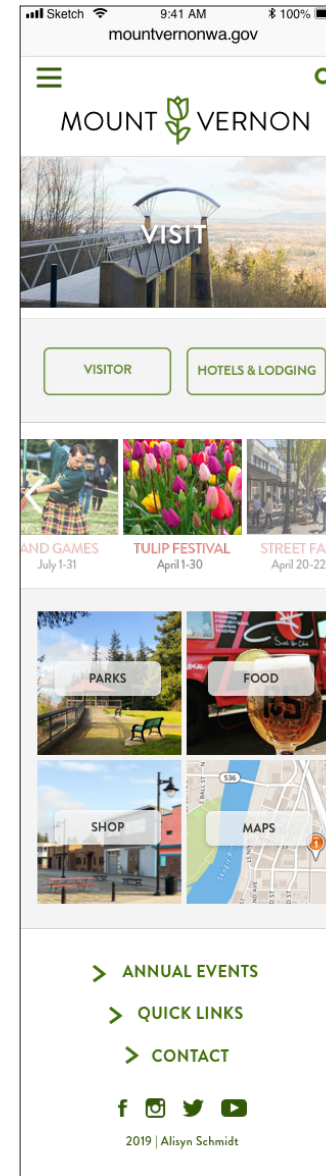 Sketch 9:41 AM 100%
mountvernonwa.gov
MOUNT VERNON
VISIT
VISITOR HOTELS & LODGING
AND GAMES TULIP FESTIVAL STREET FA
July 1-31 April 1-30 April 20-22
PARKS FOOD
SHOP MAPS
536
ANNUAL EVENTS
QUICK LINKS
CONTACT
2019 | Alisyn Schmidt